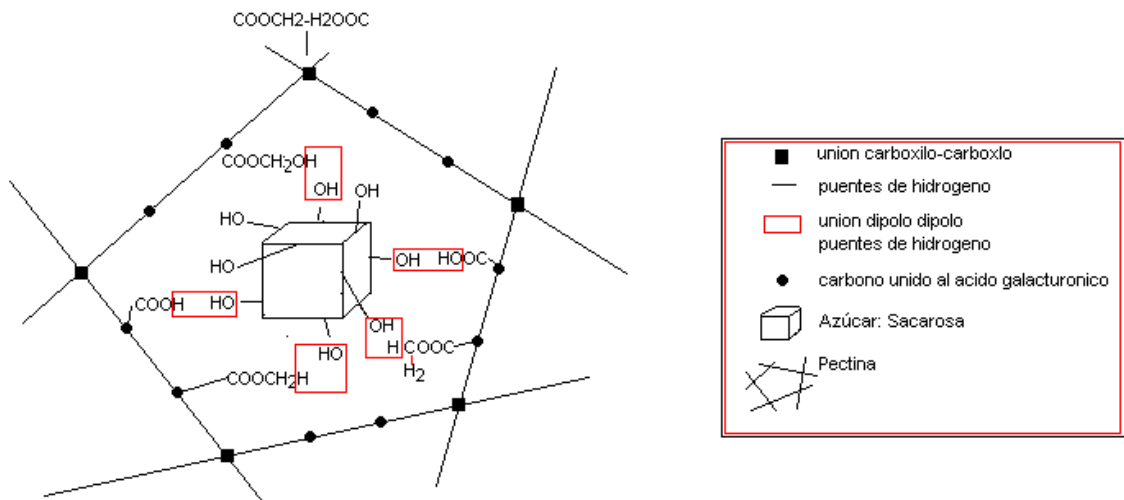 COOCH2-H2OOC
COOCH2OH
OH
OH
HO
HO
OH
HOOC
COOH
HO
OH
HO
H COOC
H2
COOCH2H
union carboxilo-carboxlo
puentes de hidrogeno
union dipolo dipolo
puentes de hidrogeno
carbono unido al acido galacturonico
Azúcar: Sacarosa
Pectina